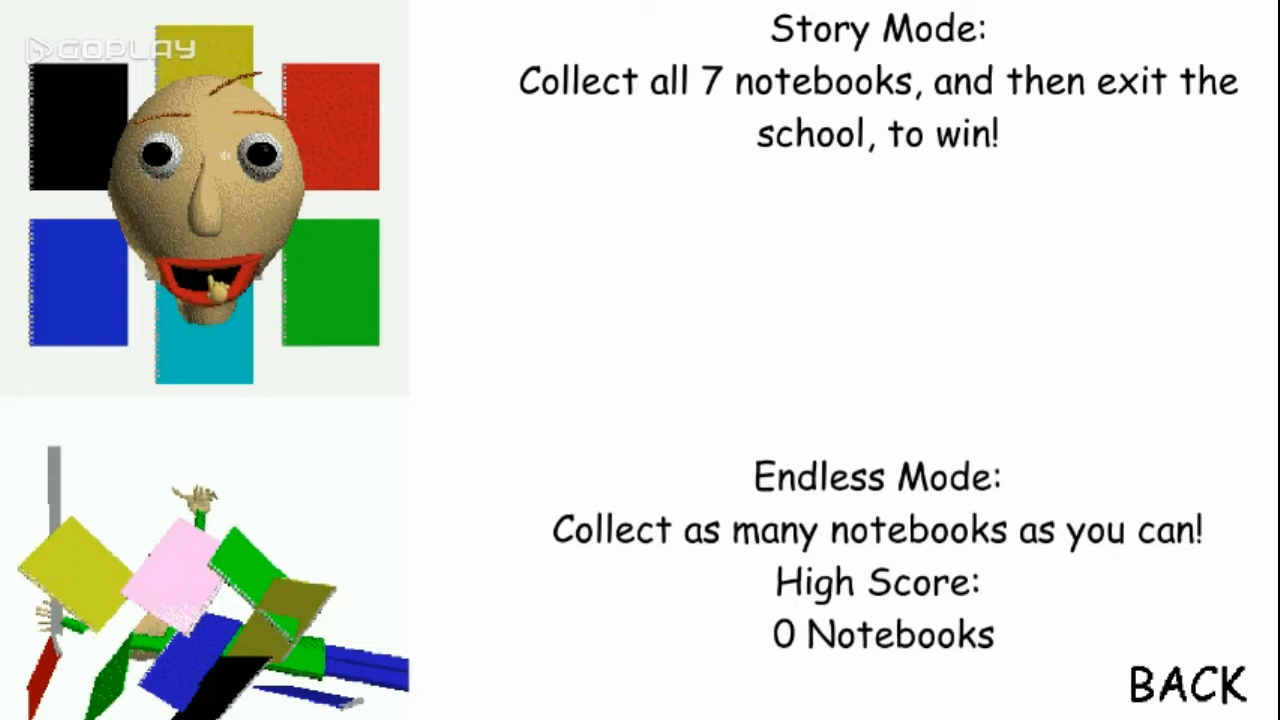 GOPLAY
Story Mode:
Collect all 7 notebooks, and then exit the
school, to win!
Endless Mode:
Collect as many notebooks as you can!
High Score:
0 Notebooks
BACK